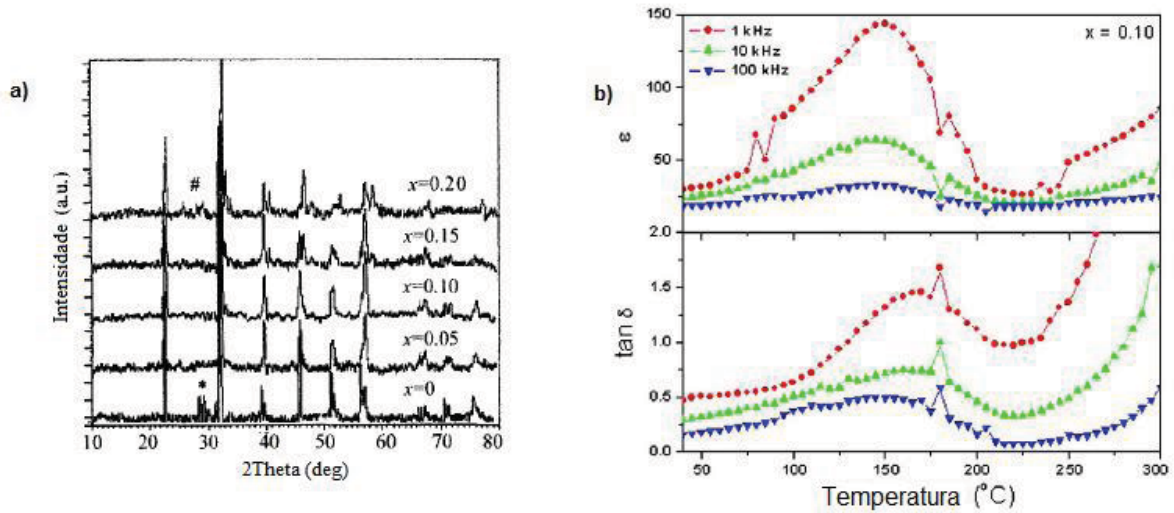 a)
Intensidade (a.u.)
#
x=0.20
x=0.15
x=0.10
x=0.05
*
x=0
10 20 30 40 50 60 70 80
2Theta (deg)
b)
150
100
50
ε
1 kHz
10 kHz
100 kHz
x = 0.10
2.0
1.5
1.0
0.5
0.0
tan δ
50 100 150 200 250 300
Temperatura (°C)